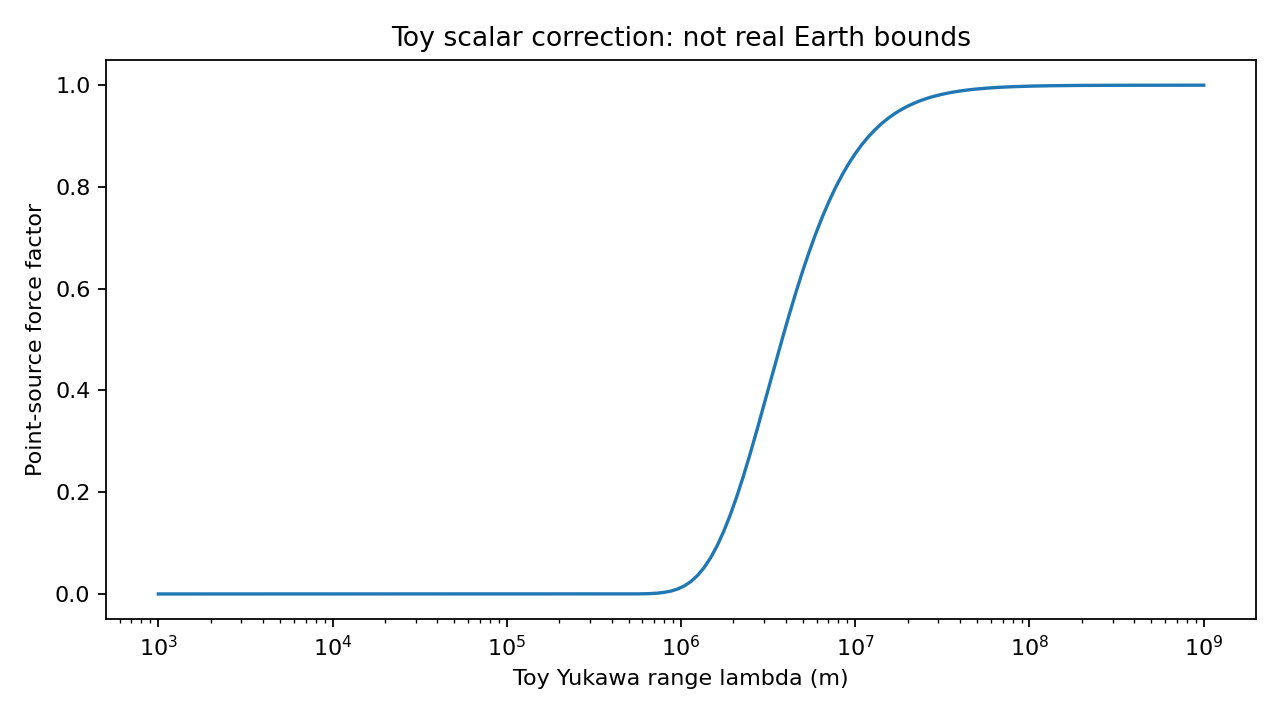 Toy scalar correction: not real Earth bounds
Point-source force factor
1.0
0.8
0.6
0.4
0.2
0.0
10³ 10⁴ 10⁵ 10⁶ 10⁷ 10⁸ 10⁹
Toy Yukawa range lambda (m)